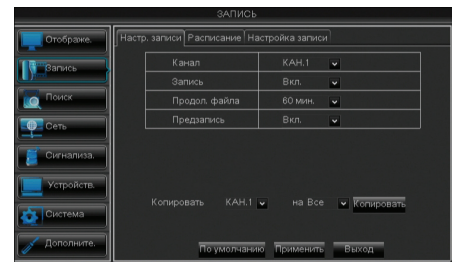 ЗАПИСЬ
Отображе.
Запись
Поиск
Сеть
Сигнализа.
Устройств.
Система
Дополните.
Настр. записи Расписание Настройка записи
Канал КАН.1
Запись Вкл.
Продол. файла 60 мин.
Предзапись Вкл.
Копировать КАН.1 на Все Копировать
По умолчанию Применить Выход